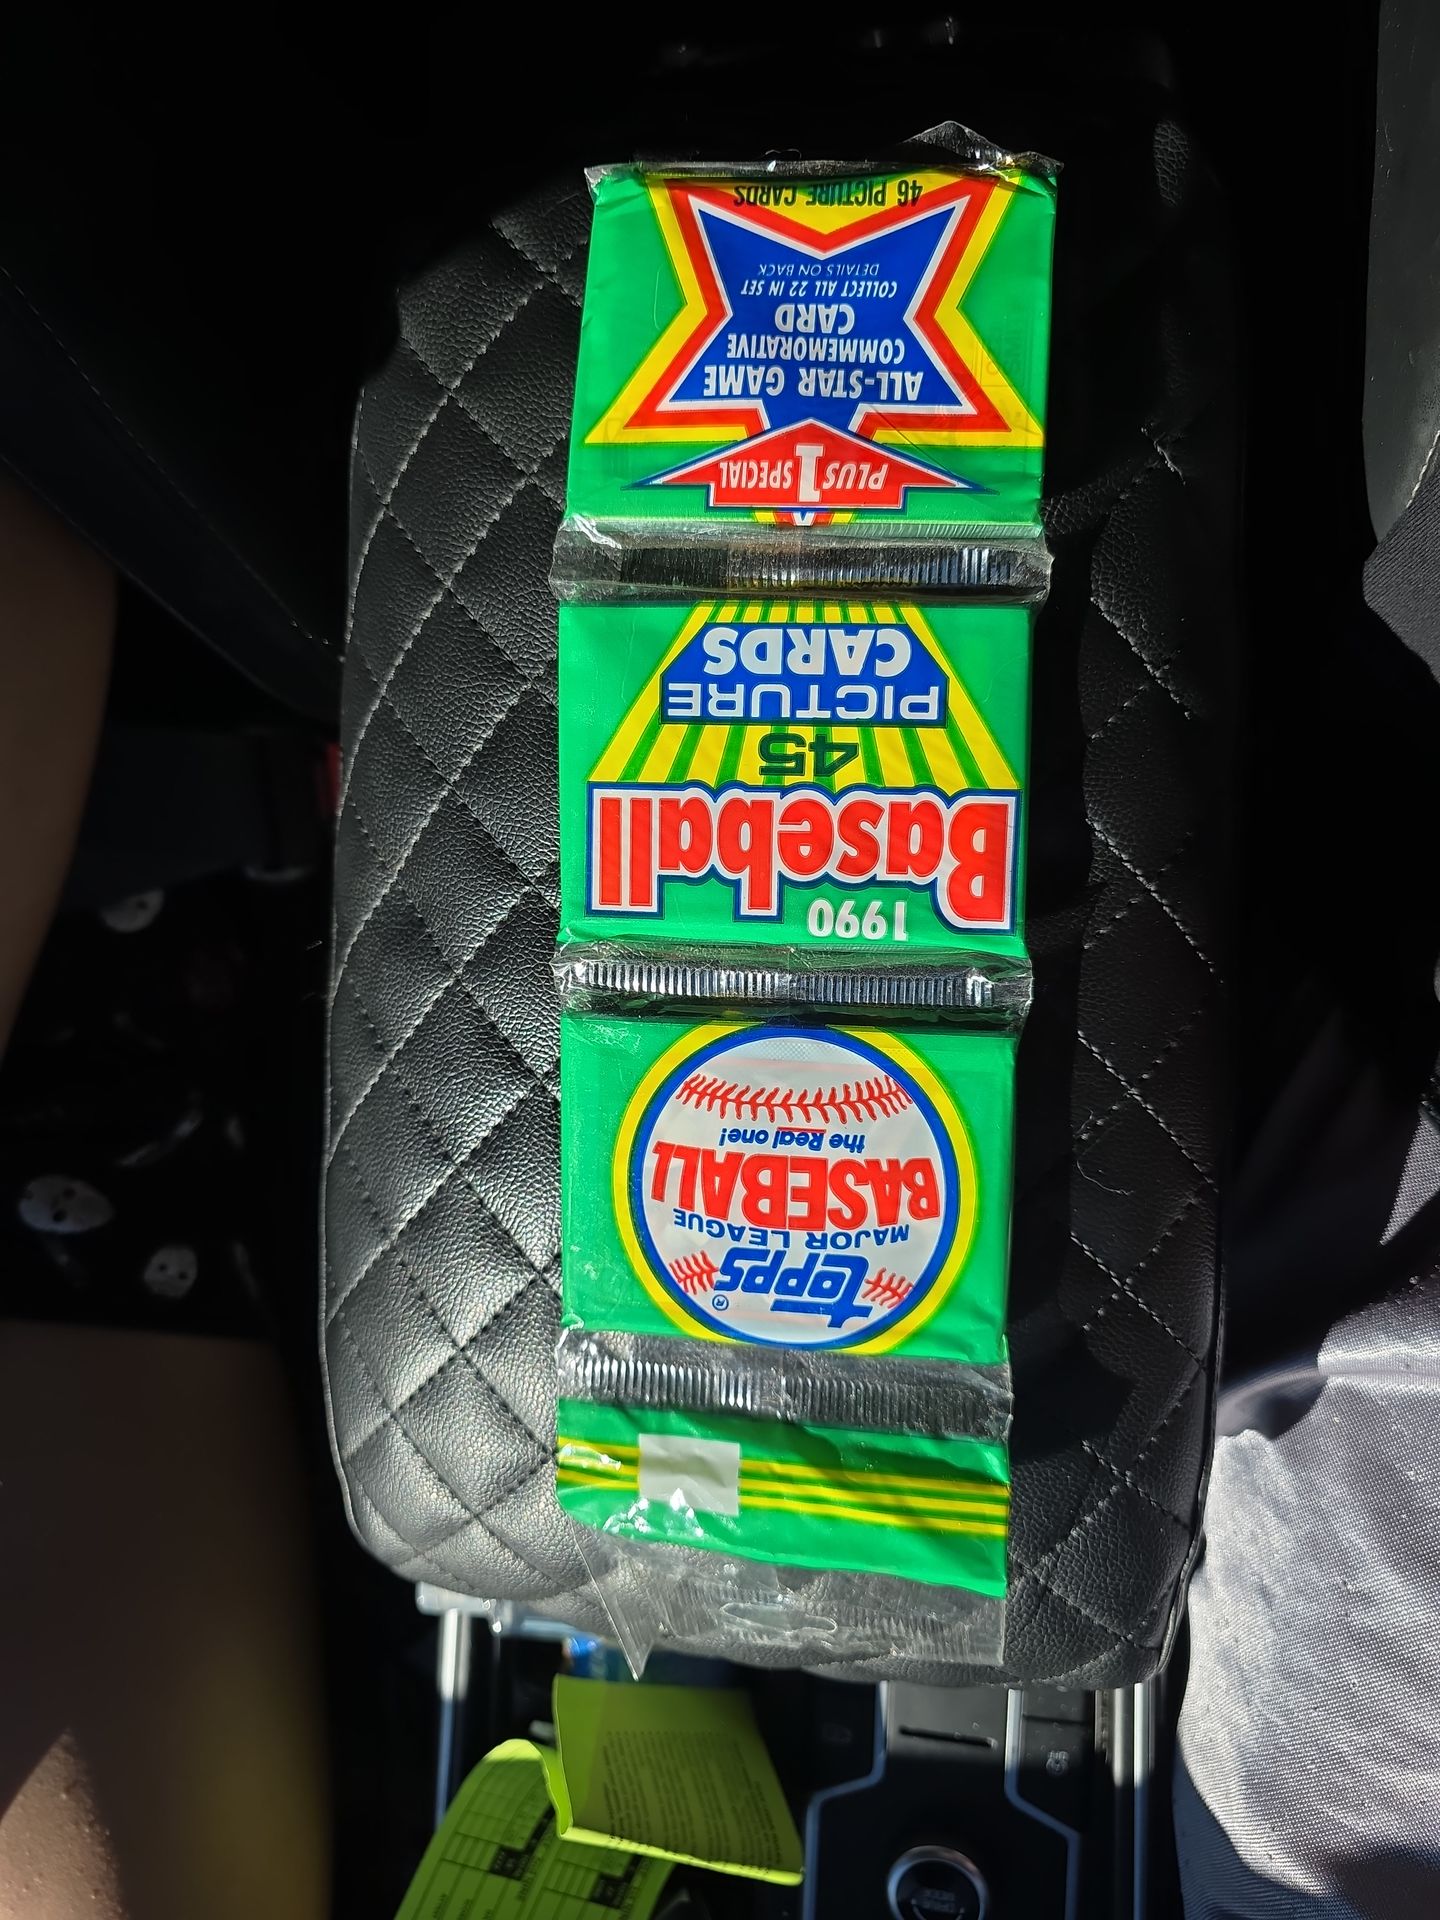 topps®
MAJOR LEAGUE
BASEBALL
the Real one!
1990
Baseball
45
PICTURE
CARDS
PLUS 1 SPECIAL
ALL-STAR GAME
COMMEMORATIVE
CARD
COLLECT ALL 22 IN SET
DETAILS ON BACK
46 PICTURE CARDS